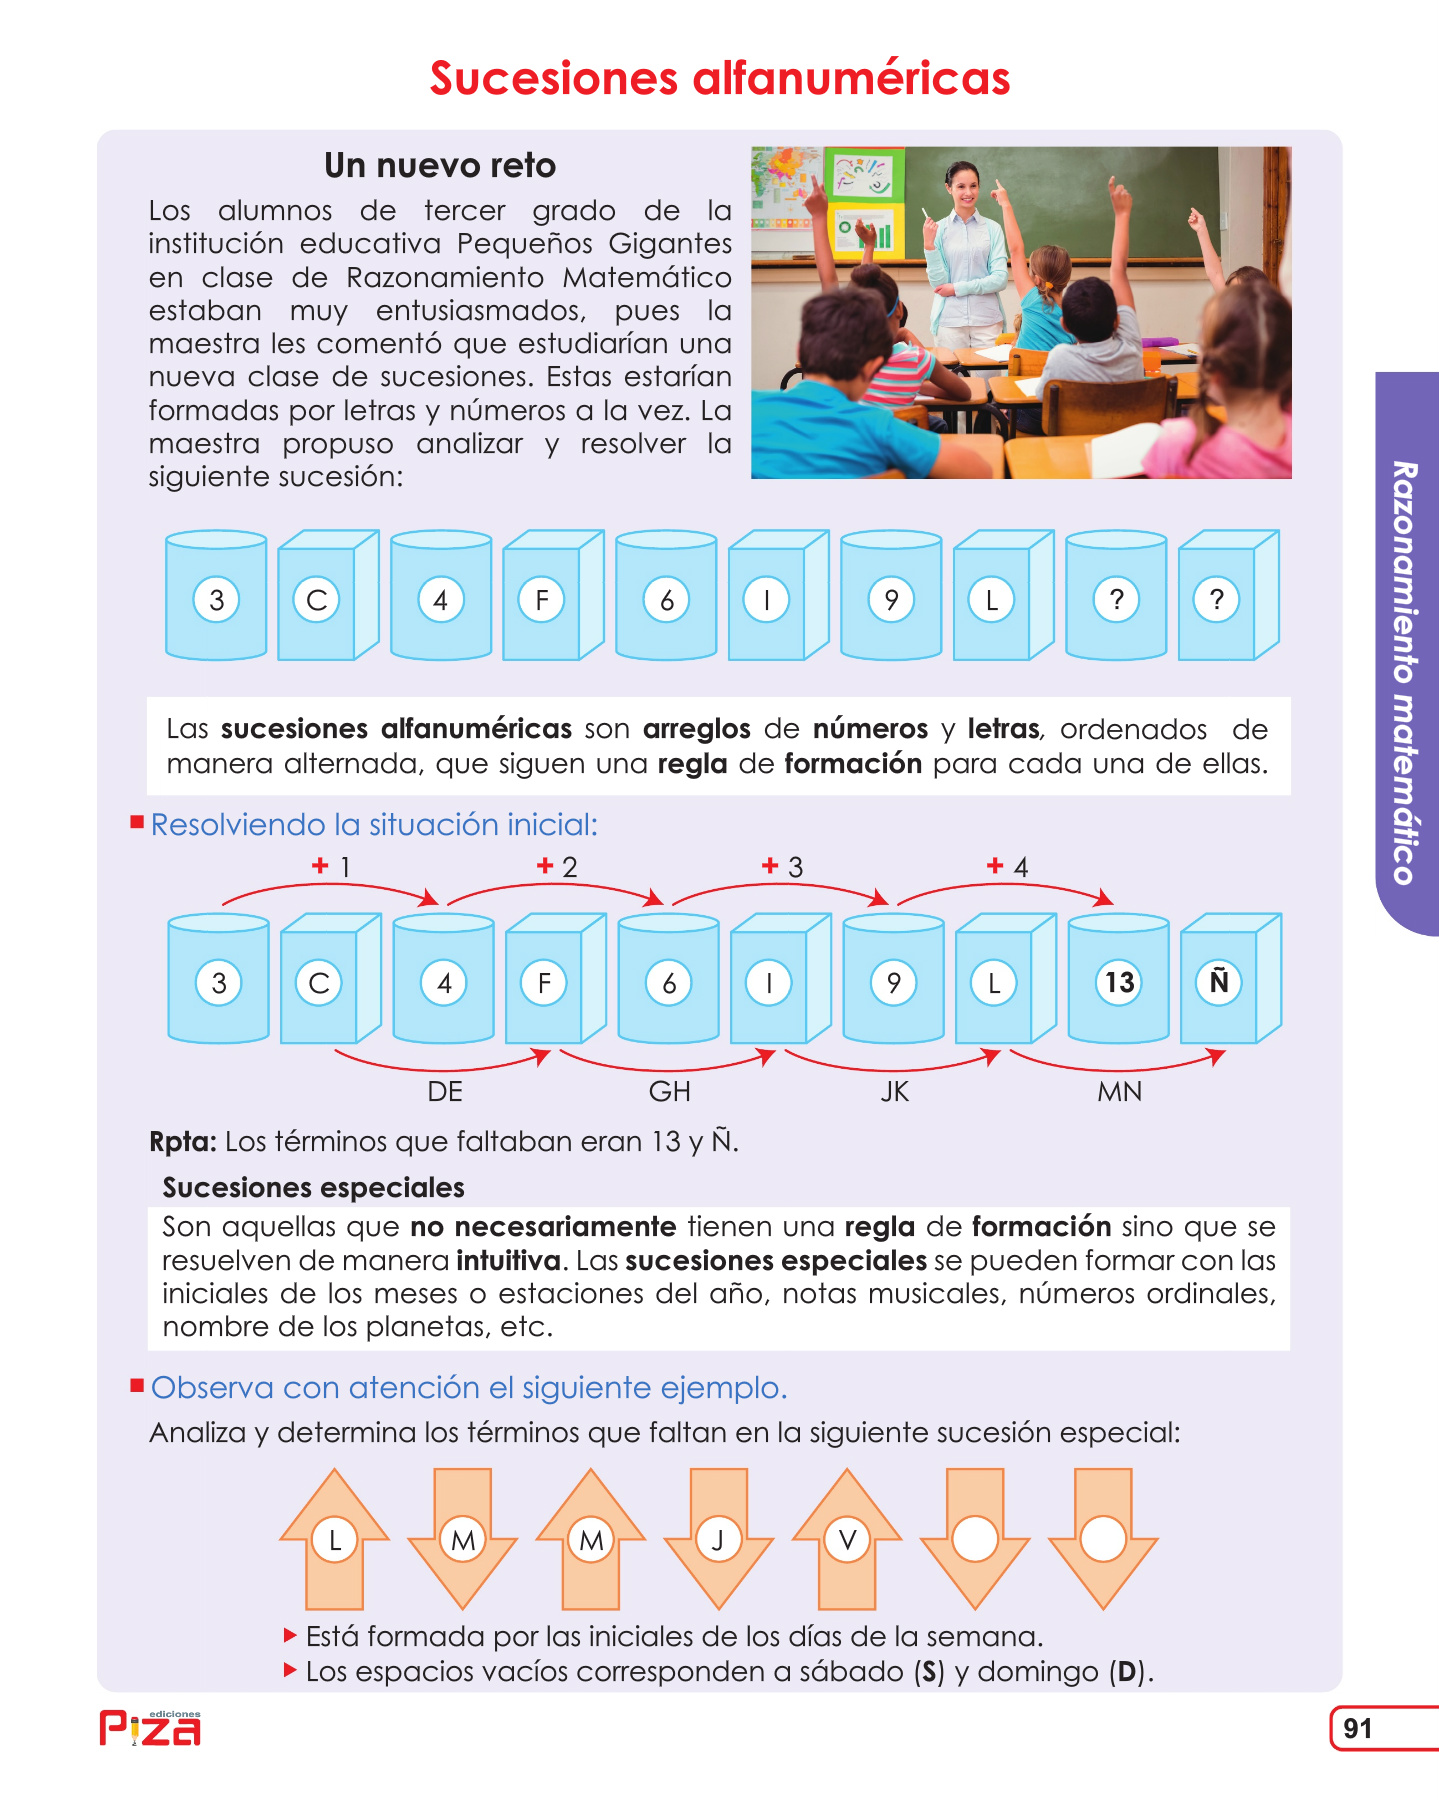 Sucesiones alfanuméricas
Un nuevo reto
Los alumnos de tercer grado de la
institución educativa Pequeños Gigantes
en clase de Razonamiento Matemático
estaban muy entusiasmados, pues la
maestra les comentó que estudiarían una
nueva clase de sucesiones. Estas estarían
formadas por letras y números a la vez. La
maestra propuso analizar y resolver la
siguiente sucesión:
3 C 4 F 6 I 9 L ? ?
Las sucesiones alfanuméricas son arreglos de números y letras, ordenados de
manera alternada, que siguen una regla de formación para cada una de ellas.
Resolviendo la situación inicial:
+ 1 + 2 + 3 + 4
3 C 4 F 6 I 9 L 13 Ñ
DE GH JK MN
Rpta: Los términos que faltaban eran 13 y Ñ.
Sucesiones especiales
Son aquellas que no necesariamente tienen una regla de formación sino que se
resuelven de manera intuitiva. Las sucesiones especiales se pueden formar con las
iniciales de los meses o estaciones del año, notas musicales, números ordinales,
nombre de los planetas, etc.
Observa con atención el siguiente ejemplo.
Analiza y determina los términos que faltan en la siguiente sucesión especial:
L M M J V
Está formada por las iniciales de los días de la semana.
Los espacios vacíos corresponden a sábado (S) y domingo (D).
Razonamiento matemático
ediciones
Piza
91